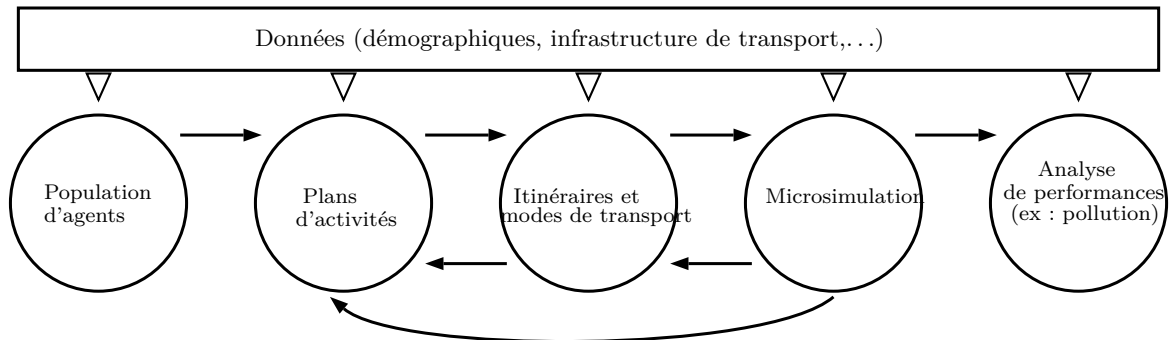 Données (démographiques, infrastructure de transport,...)
Population
d'agents
Plans
d'activités
Itinéraires et
modes de transport
Microsimulation
Analyse
de performances
(ex : pollution)